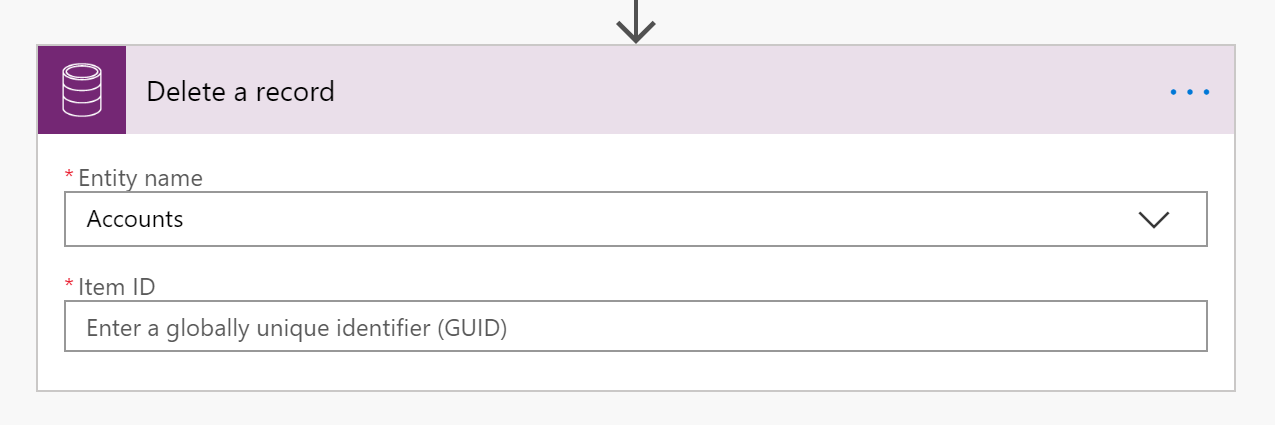 Delete a record
* Entity name
Accounts
* Item ID
Enter a globally unique identifier (GUID)